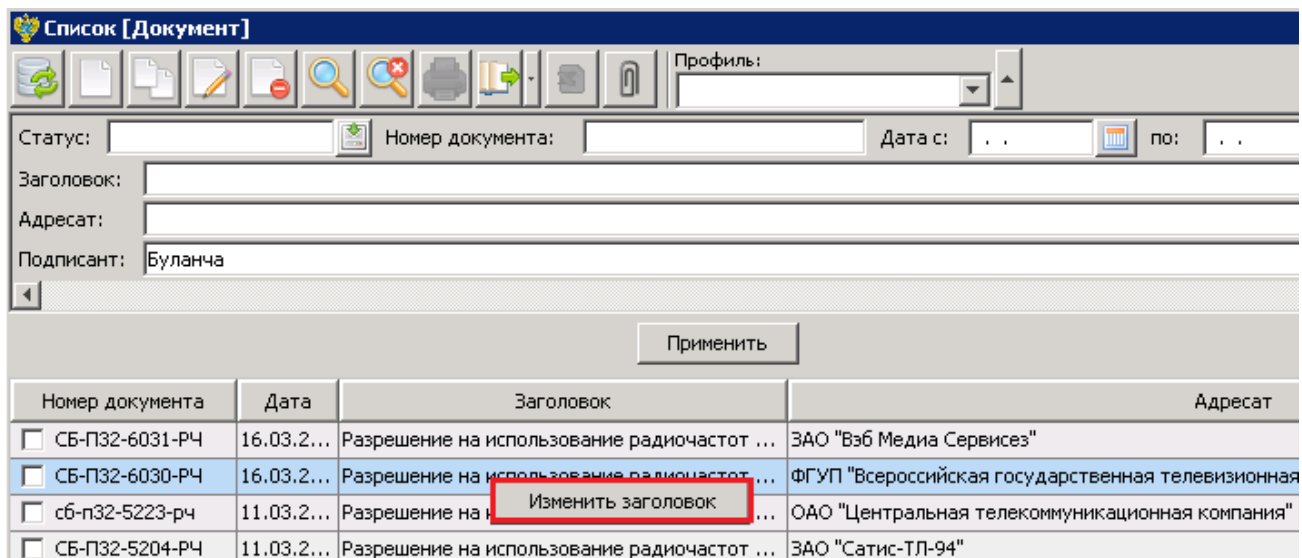 Список [Документ]
Профиль:
Статус: Номер документа: Дата с: . . по: . .
Заголовок:
Адресат:
Подписант: Буланча
Применить
Номер документа Дата Заголовок Адресат
СБ-П32-6031-РЧ 16.03.2... Разрешение на использование радиочастот ... ЗАО "Вэб Медиа Сервисез"
СБ-П32-6030-РЧ 16.03.2... Разрешение на использование радиочастот ... ФГУП "Всероссийская государственная телевизионная
Изменить заголовок
сб-п32-5223-рч 11.03.2... Разрешение на ... ОАО "Центральная телекоммуникационная компания"
СБ-П32-5204-РЧ 11.03.2... Разрешение на использование радиочастот ... ЗАО "Сатис-ТЛ-94"